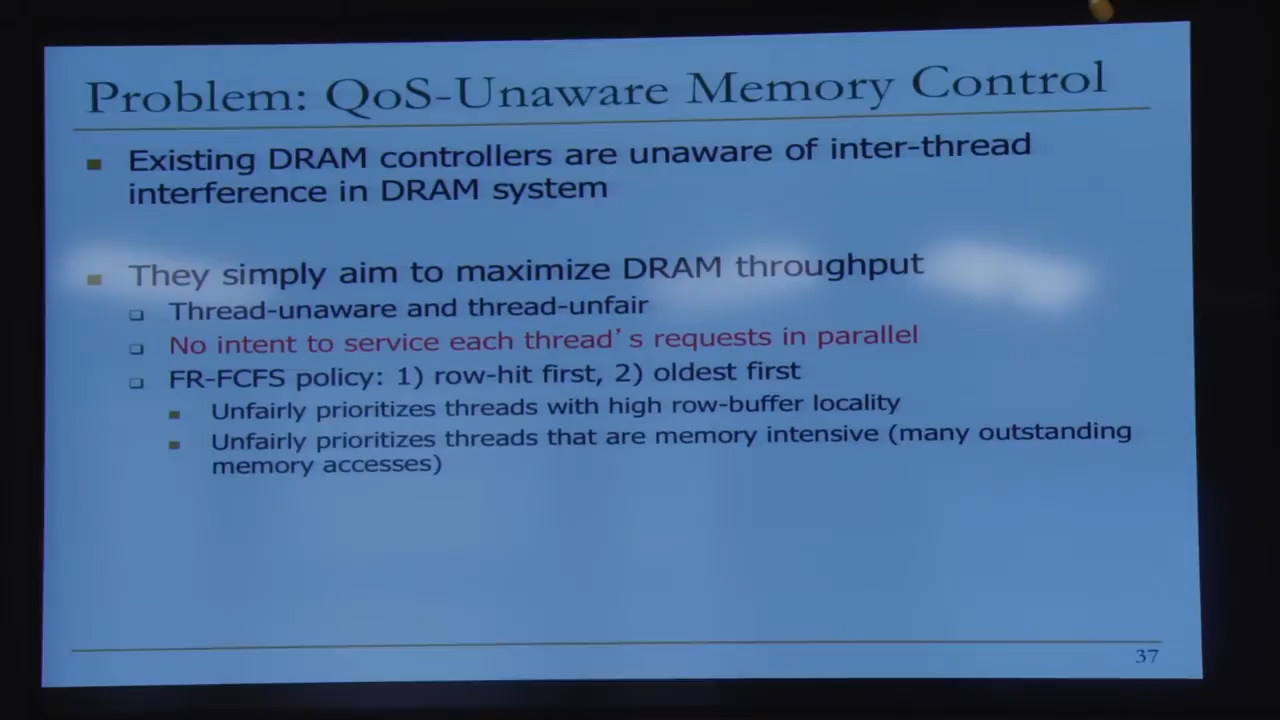 Problem: QoS-Unaware Memory Control
Existing DRAM controllers are unaware of inter-thread
interference in DRAM system
They simply aim to maximize DRAM throughput
Thread-unaware and thread-unfair
No intent to service each thread's requests in parallel
FR-FCFS policy: 1) row-hit first, 2) oldest first
Unfairly prioritizes threads with high row-buffer locality
Unfairly prioritizes threads that are memory intensive (many outstanding
memory accesses)
37